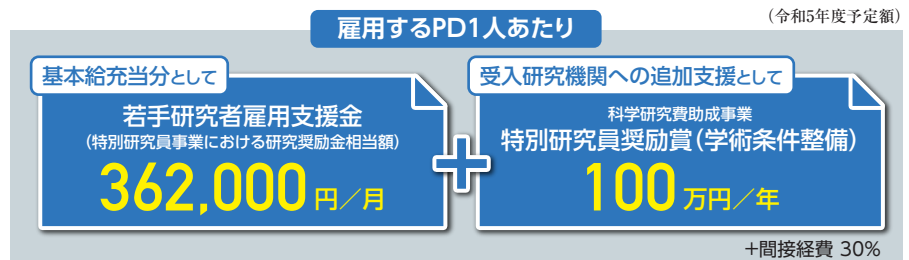 (令和5年度予定額)
雇用するPD1人あたり
基本給充当分として
若手研究者雇用支援金
(特別研究員事業における研究奨励金相当額)
362,000円／月
+
受入研究機関への追加支援として
科学研究費助成事業
特別研究員奨励賞(学術条件整備)
100万円／年
+間接経費 30%